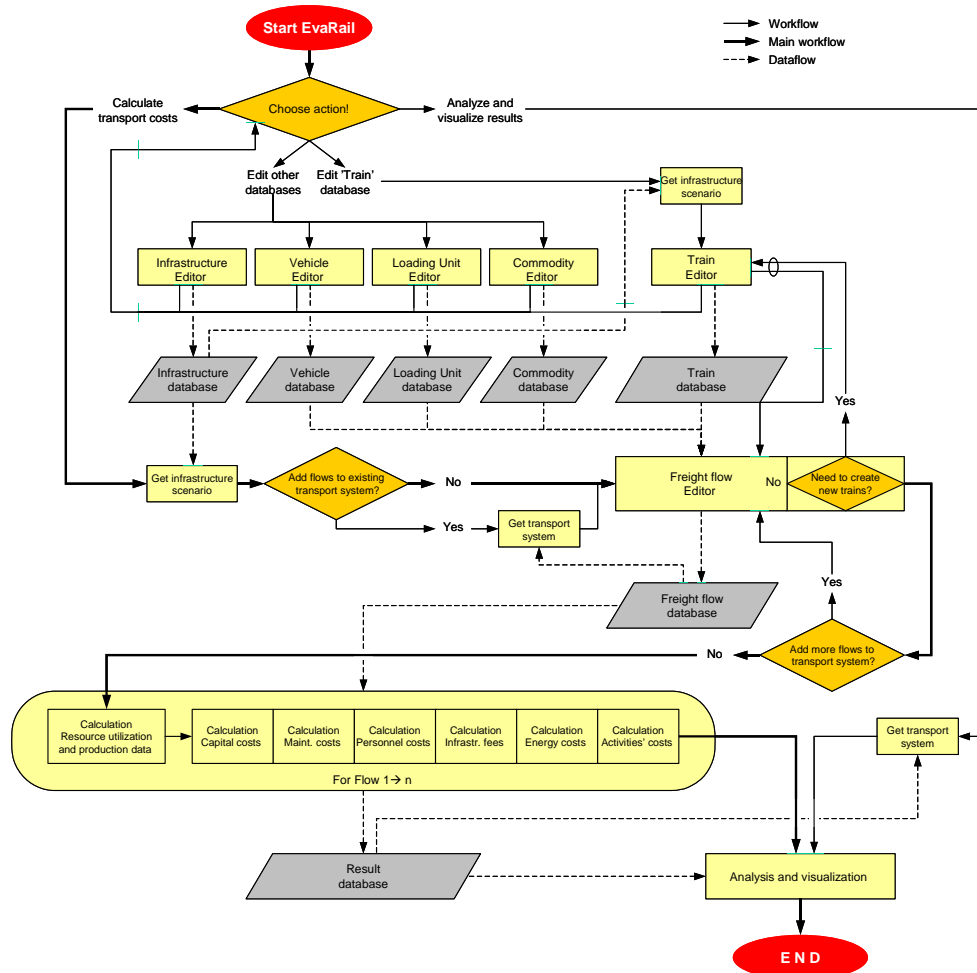 Start EvaRail
Workflow
Main workflow
Dataflow
Choose action!
Calculate
transport costs
Analyze and
visualize results
Edit other
databases
Edit 'Train'
database
Get infrastructure
scenario
Infrastructure
Editor
Vehicle
Editor
Loading Unit
Editor
Commodity
Editor
Train
Editor
Infrastructure
database
Vehicle
database
Loading Unit
database
Commodity
database
Train
database
Yes
Get infrastructure
scenario
Add flows to existing
transport system?
No
Yes
Get transport
system
Freight flow
Editor
No
Need to create
new trains?
Yes
Freight flow
database
Add more flows to
transport system?
No
Calculation
Resource utilization
and production data
Calculation
Capital costs
Calculation
Maint. costs
Calculation
Personnel costs
Calculation
Infrastr. fees
Calculation
Energy costs
Calculation
Activities' costs
For Flow 1→ n
Get transport
system
Result
database
Analysis and visualization
E N D